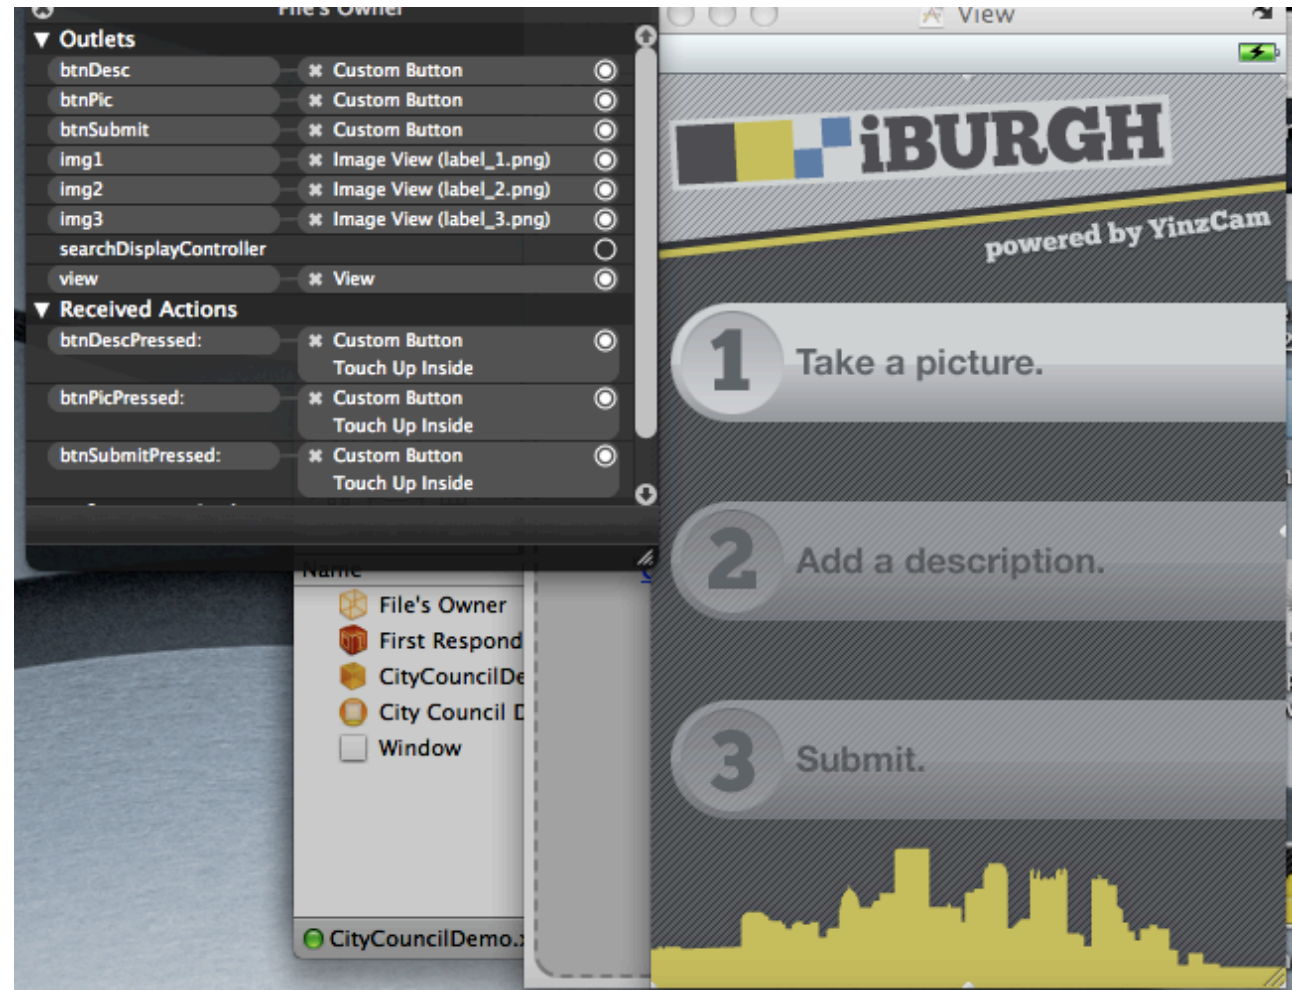 File's Owner
Outlets
btnDesc Custom Button
btnPic Custom Button
btnSubmit Custom Button
img1 Image View (label_1.png)
img2 Image View (label_2.png)
img3 Image View (label_3.png)
searchDisplayController
view View
Received Actions
btnDescPressed: Custom Button
Touch Up Inside
btnPicPressed: Custom Button
Touch Up Inside
btnSubmitPressed: Custom Button
Touch Up Inside
Name
File's Owner
First Respond
CityCouncilDe
City Council D
Window
CityCouncilDemo.x
View
iBURGH
powered by YinzCam
1 Take a picture.
2 Add a description.
3 Submit.